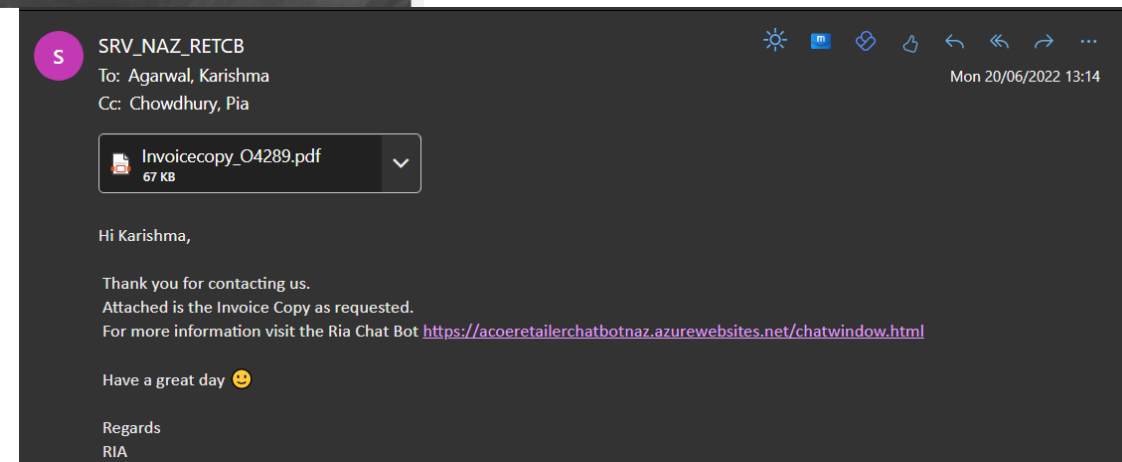 S
SRV_NAZ_RETCB
To: Agarwal, Karishma
Mon 20/06/2022 13:14
Cc: Chowdhury, Pia
Invoicecopy_O4289.pdf
67 KB
Hi Karishma,
Thank you for contacting us.
Attached is the Invoice Copy as requested.
For more information visit the Ria Chat Bot https://acoeretailerchatbotnaz.azurewebsites.net/chatwindow.html
Have a great day 🙂
Regards
RIA